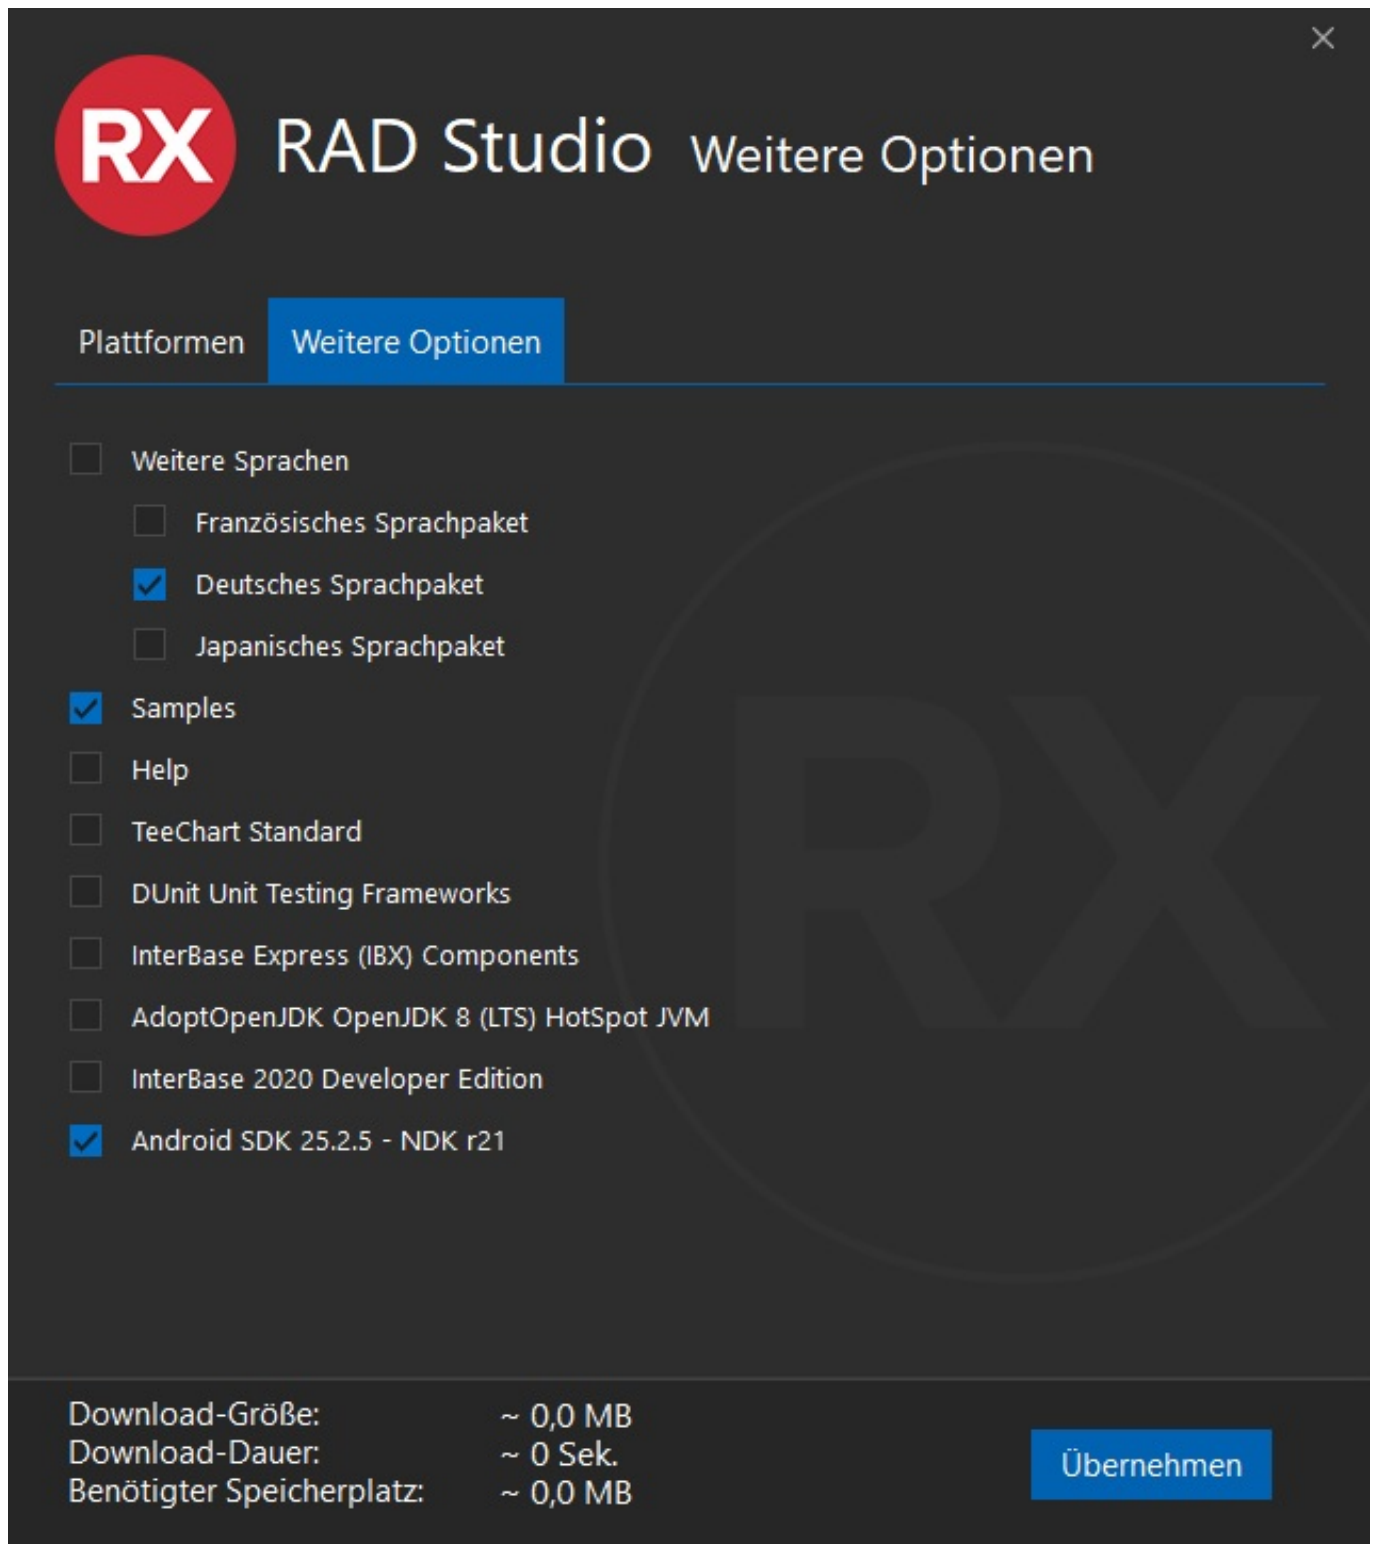 RX
RAD Studio Weitere Optionen
Plattformen Weitere Optionen
Weitere Sprachen
Französisches Sprachpaket
Deutsches Sprachpaket
Japanisches Sprachpaket
Samples
Help
TeeChart Standard
DUnit Unit Testing Frameworks
InterBase Express (IBX) Components
AdoptOpenJDK OpenJDK 8 (LTS) HotSpot JVM
InterBase 2020 Developer Edition
Android SDK 25.2.5 - NDK r21
RX
Download-Größe: ~ 0,0 MB
Download-Dauer: ~ 0 Sek.
Benötigter Speicherplatz: ~ 0,0 MB
Übernehmen